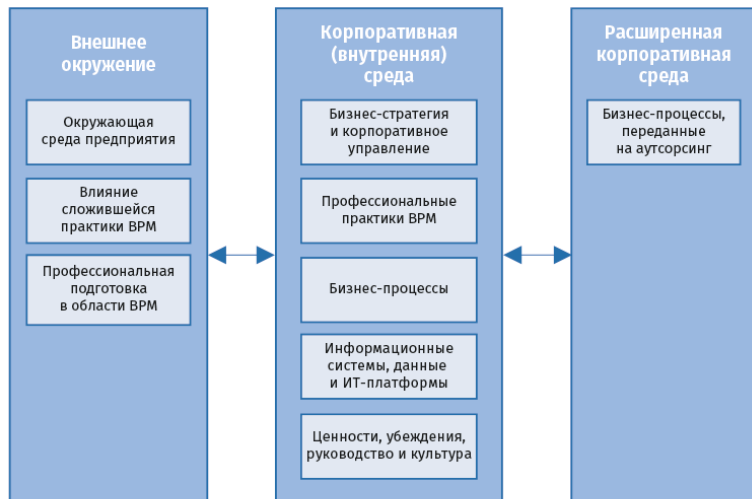 Внешнее
окружение
Окружающая
среда предприятия
Влияние
сложившейся
практики BPM
Профессиональная
подготовка
в области BPM
Корпоративная
(внутренняя)
среда
Бизнес-стратегия
и корпоративное
управление
Профессиональные
практики BPM
Бизнес-процессы
Информационные
системы, данные
и ИТ-платформы
Ценности, убеждения,
руководство и культура
Расширенная
корпоративная
среда
Бизнес-процессы,
переданные
на аутсорсинг